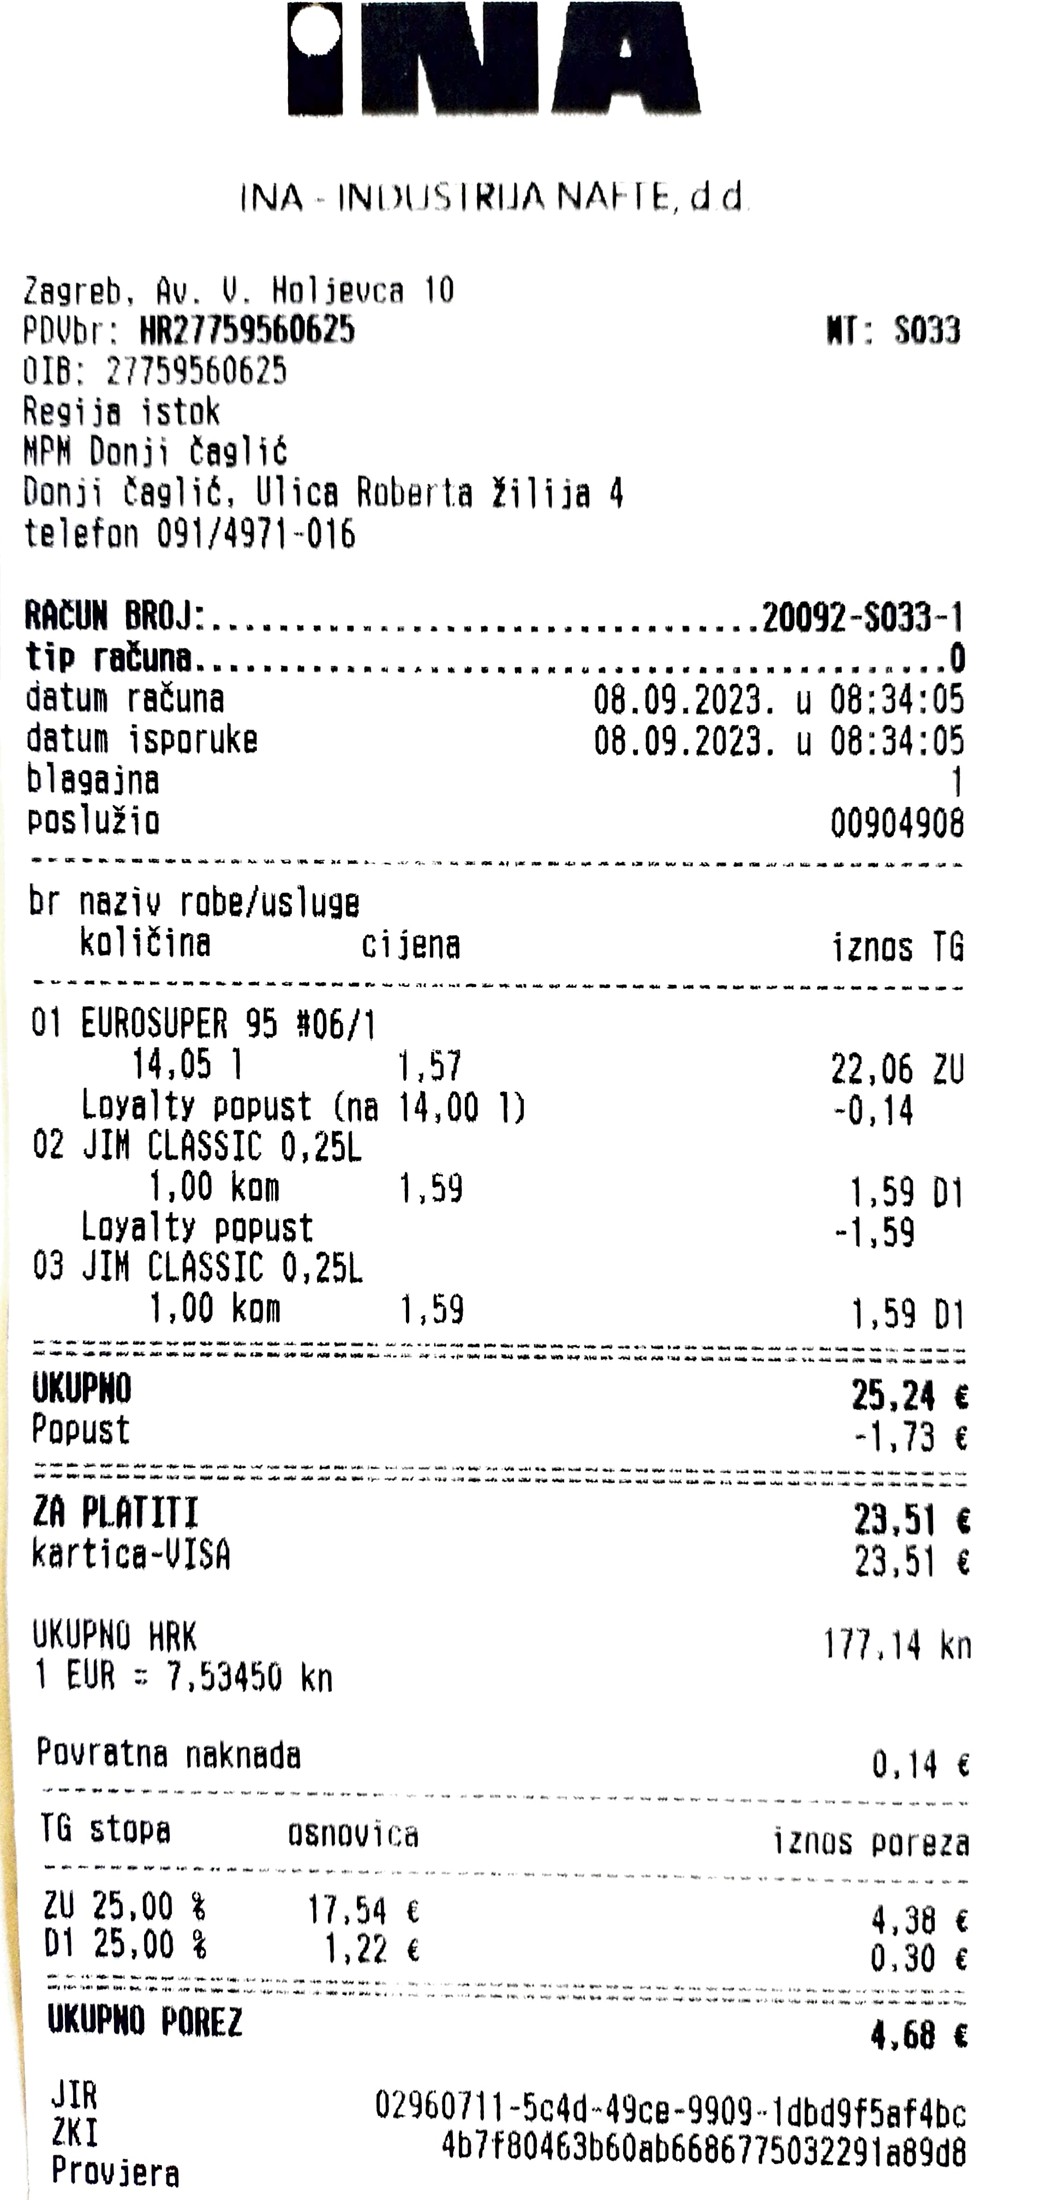 iNA
INA - INDUSTRIJA NAFTE, d.d.
Zagreb, Av. V. Holjevca 10
PDVbr: HR27759560625 MT: S033
OIB: 27759560625
Regija istok
MPM Donji Čaglić
Donji Čaglić, Ulica Roberta Žilija 4
telefon 091/4971-016
RAČUN BROJ:.................................20092-S033-1
tip računa.............................................0
datum računa 08.09.2023. u 08:34:05
datum isporuke 08.09.2023. u 08:34:05
blagajna 1
poslužio 00904908
br naziv robe/usluge
količina cijena iznos TG
01 EUROSUPER 95 #06/1
14,05 l 1,57 22,06 ZU
Loyalty popust (na 14,00 l) -0,14
02 JIM CLASSIC 0,25L
1,00 kom 1,59 1,59 D1
Loyalty popust -1,59
03 JIM CLASSIC 0,25L
1,00 kom 1,59 1,59 D1
UKUPNO 25,24 €
Popust -1,73 €
ZA PLATITI 23,51 €
kartica-VISA 23,51 €
UKUPNO HRK 177,14 kn
1 EUR = 7,53450 kn
Povratna naknada 0,14 €
TG stopa osnovica iznos poreza
ZU 25,00 % 17,54 € 4,38 €
D1 25,00 % 1,22 € 0,30 €
UKUPNO POREZ 4,68 €
JIR 02960711-5c4d-49ce-9909-1dbd9f5af4bc
ZKI 4b7f80463b60ab6686775032291a89d8
Provjera